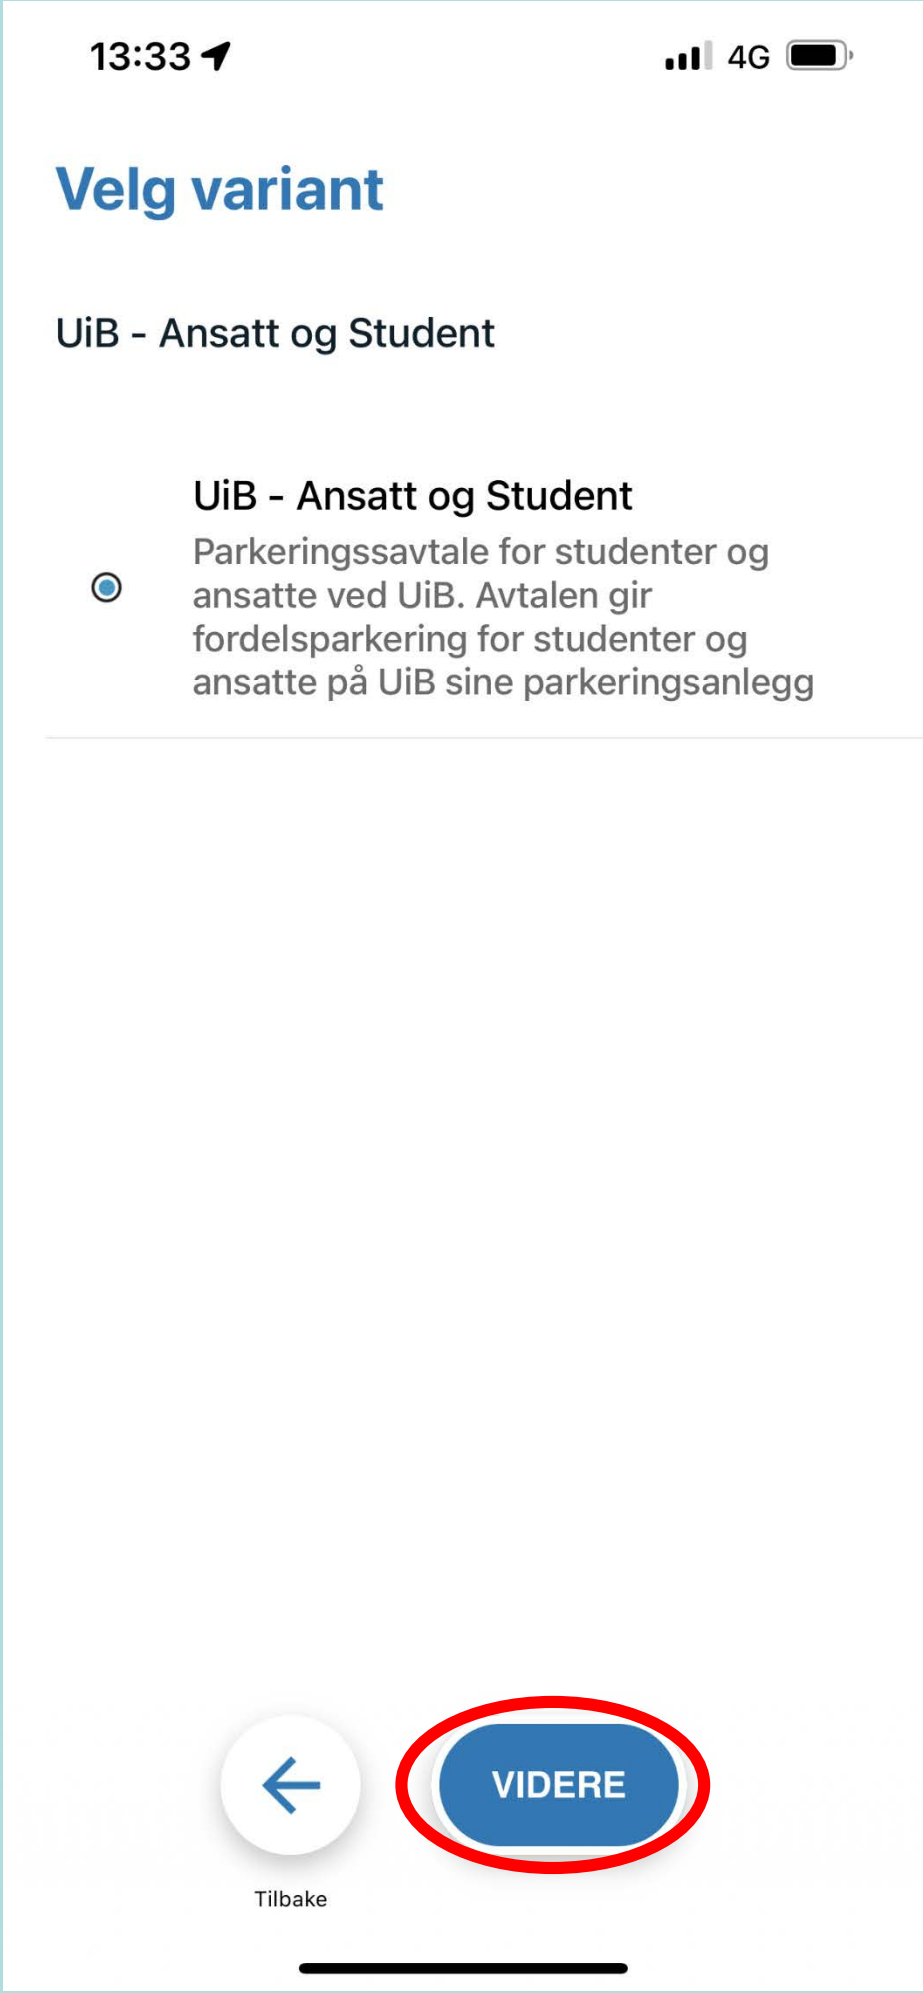 13:33
4G
Velg variant
UiB - Ansatt og Student
UiB - Ansatt og Student
Parkeringssavtale for studenter og
ansatte ved UiB. Avtalen gir
fordelsparkering for studenter og
ansatte på UiB sine parkeringsanlegg
VIDERE
Tilbake